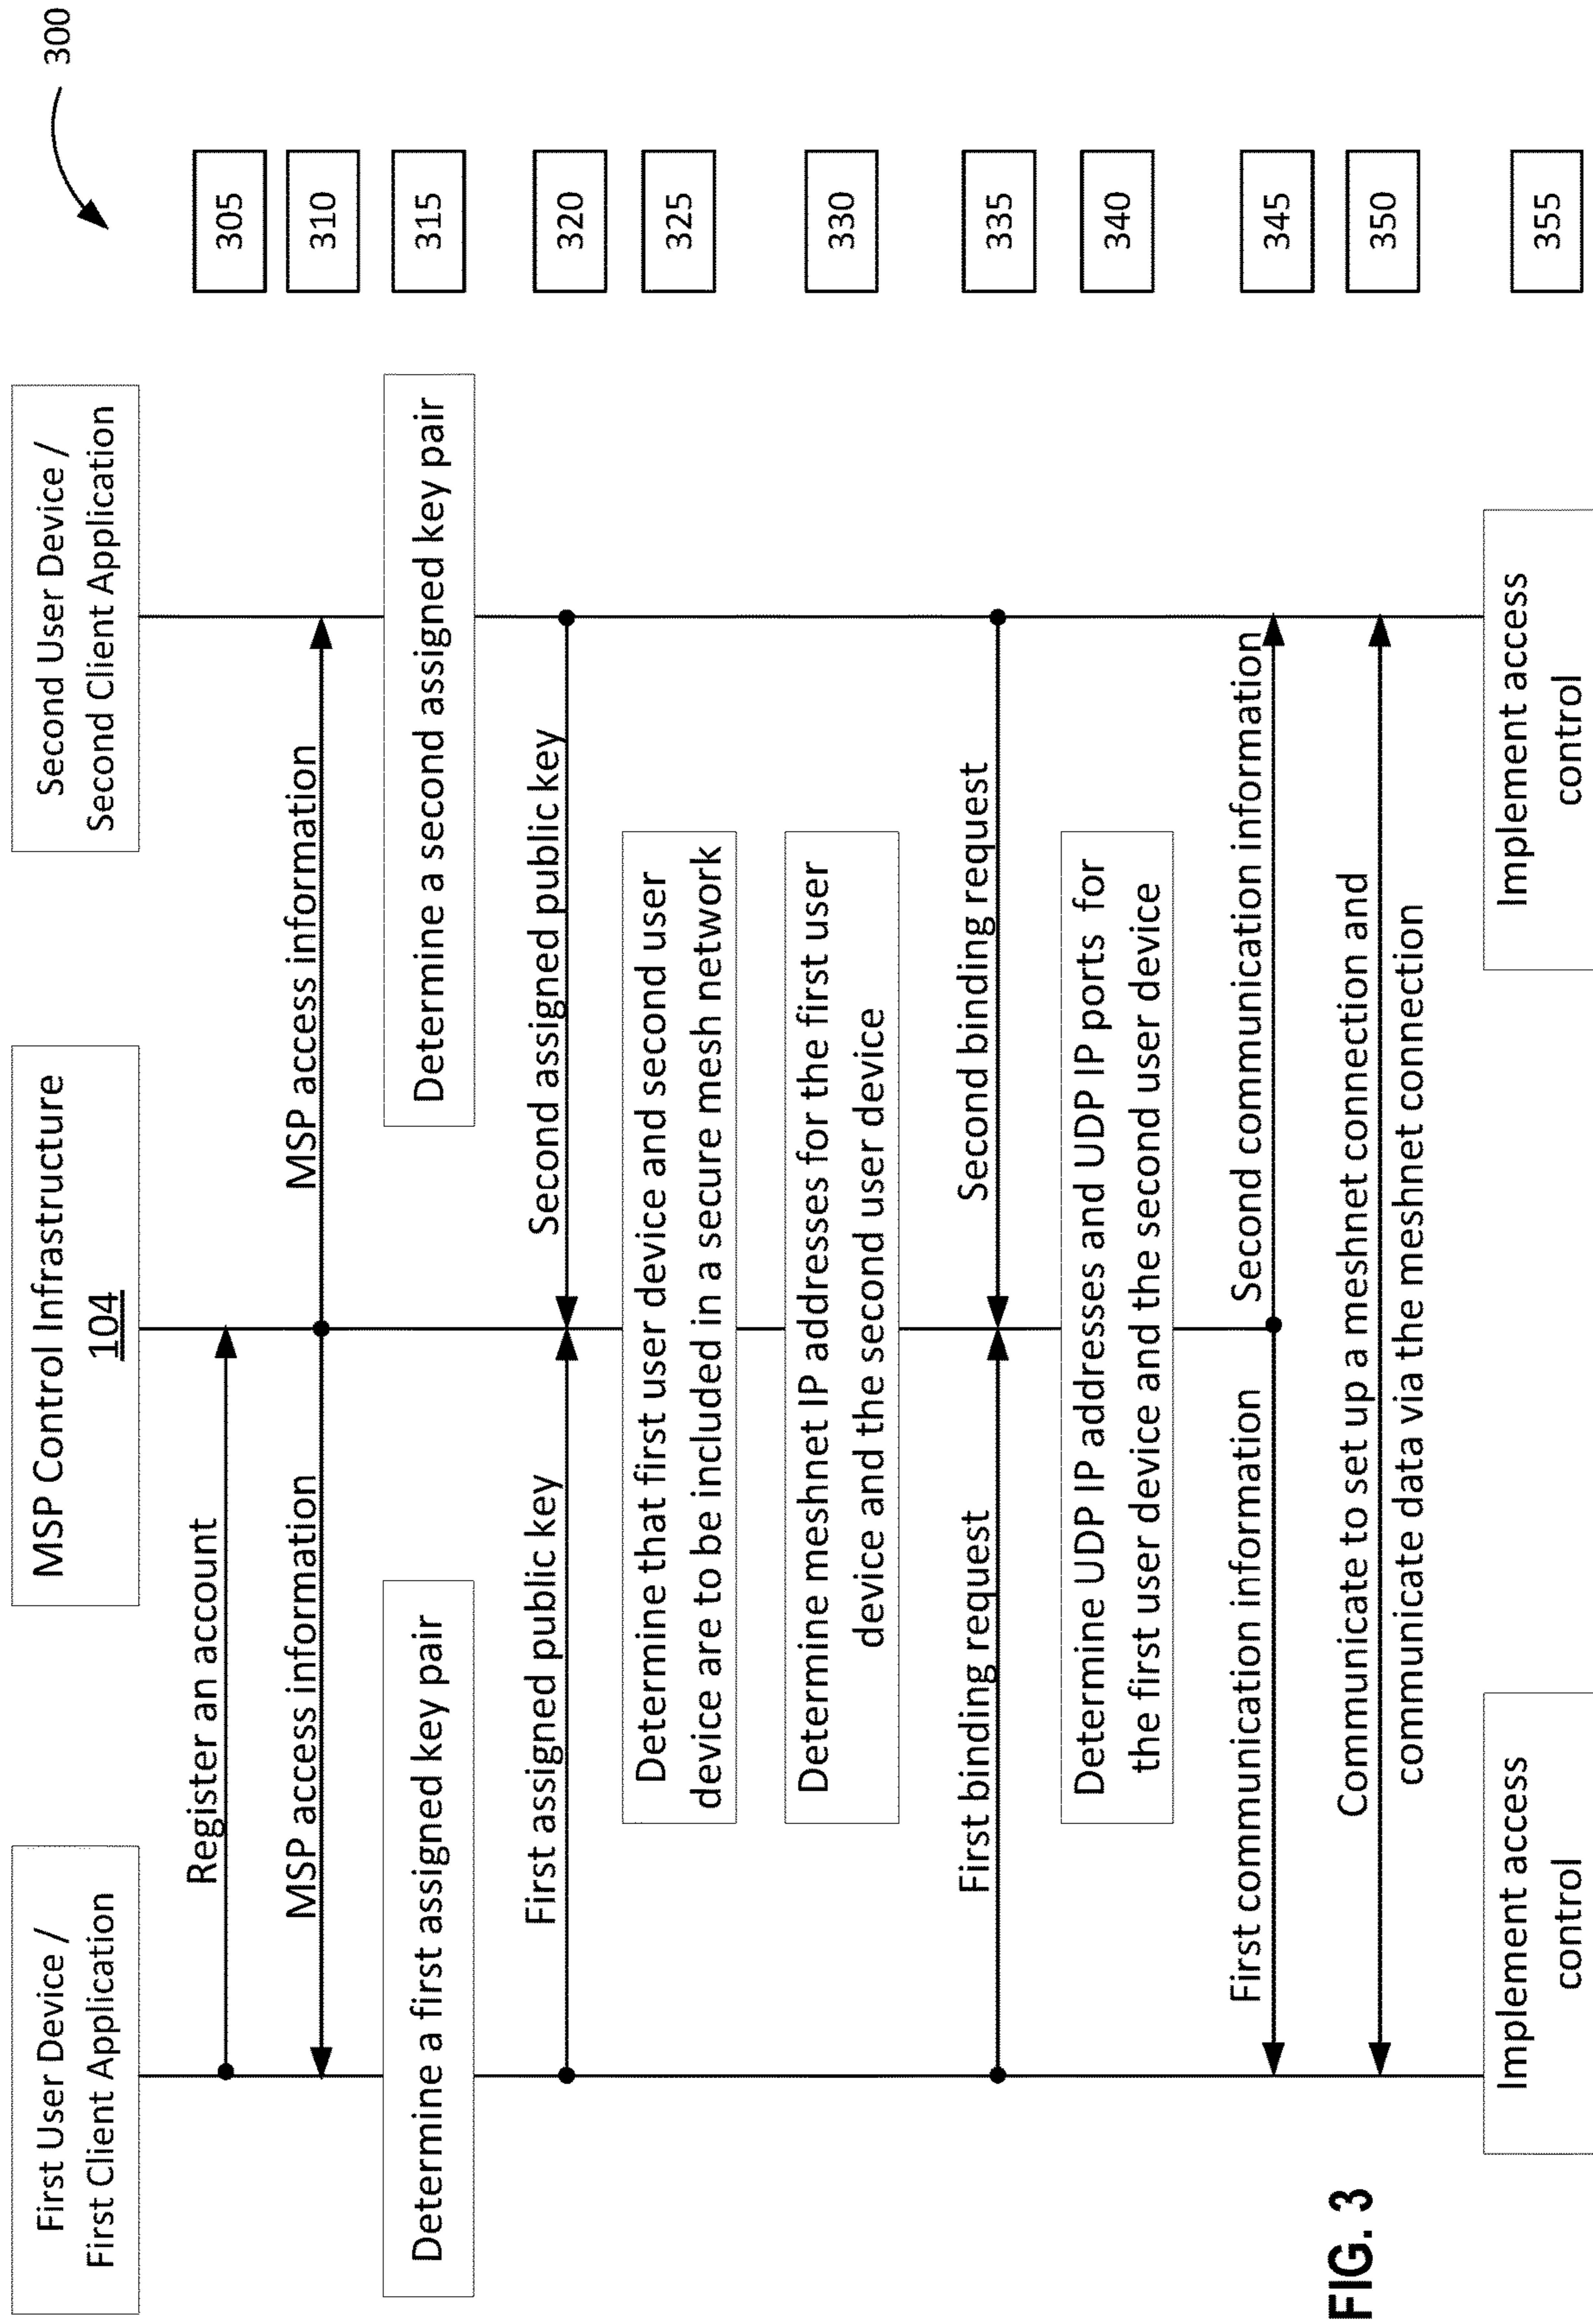 300
First User Device /
First Client Application
MSP Control Infrastructure
104
Second User Device /
Second Client Application
Register an account
305
MSP access information
MSP access information
310
Determine a first assigned key pair
Determine a second assigned key pair
315
First assigned public key
Second assigned public key
320
Determine that first user device and second user
device are to be included in a secure mesh network
325
Determine meshnet IP addresses for the first user
device and the second user device
330
First binding request
Second binding request
335
Determine UDP IP addresses and UDP IP ports for
the first user device and the second user device
340
First communication information
Second communication information
345
Communicate to set up a meshnet connection and
communicate data via the meshnet connection
350
Implement access
control
Implement access
control
355
FIG. 3